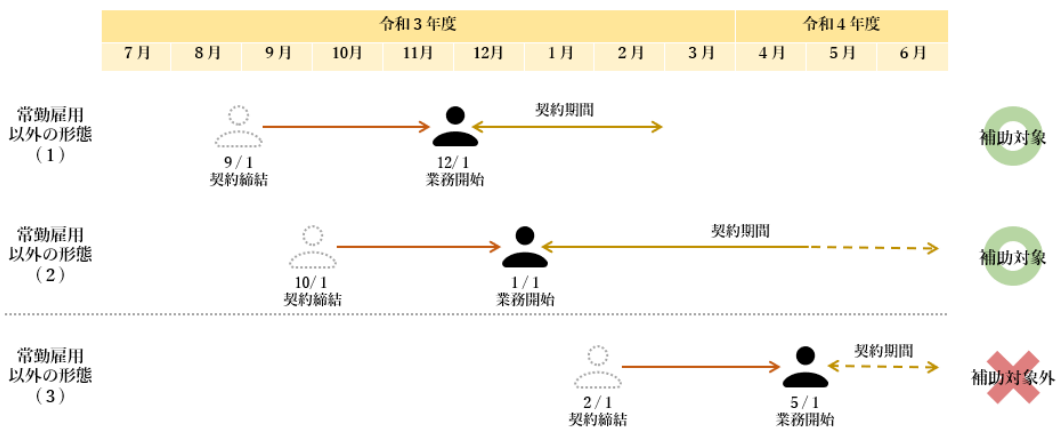 令和3年度 令和4年度
7月 8月 9月 10月 11月 12月 1月 2月 3月 4月 5月 6月
常勤雇用
以外の形態
（1）
契約期間
9/1
契約締結
12/1
業務開始
補助対象
常勤雇用
以外の形態
（2）
契約期間
10/1
契約締結
1/1
業務開始
補助対象
常勤雇用
以外の形態
（3）
契約期間
2/1
契約締結
5/1
業務開始
補助対象外